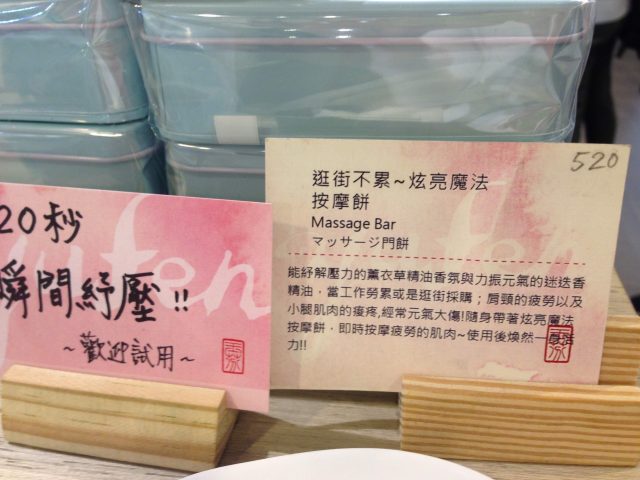 20秒
瞬間紓壓!!
~歡迎試用~
520
逛街不累~炫亮魔法
按摩餅
Massage Bar
マッサージ門餅
能紓解壓力的薰衣草精油香氛與力振元氣的迷迭香
精油，當工作勞累或是逛街採購；肩頸的疲勞以及
小腿肌肉的痠疼,經常元氣大傷!隨身帶著炫亮魔法
按摩餅，即時按摩疲勞的肌肉~使用後煥然一身活
力!!